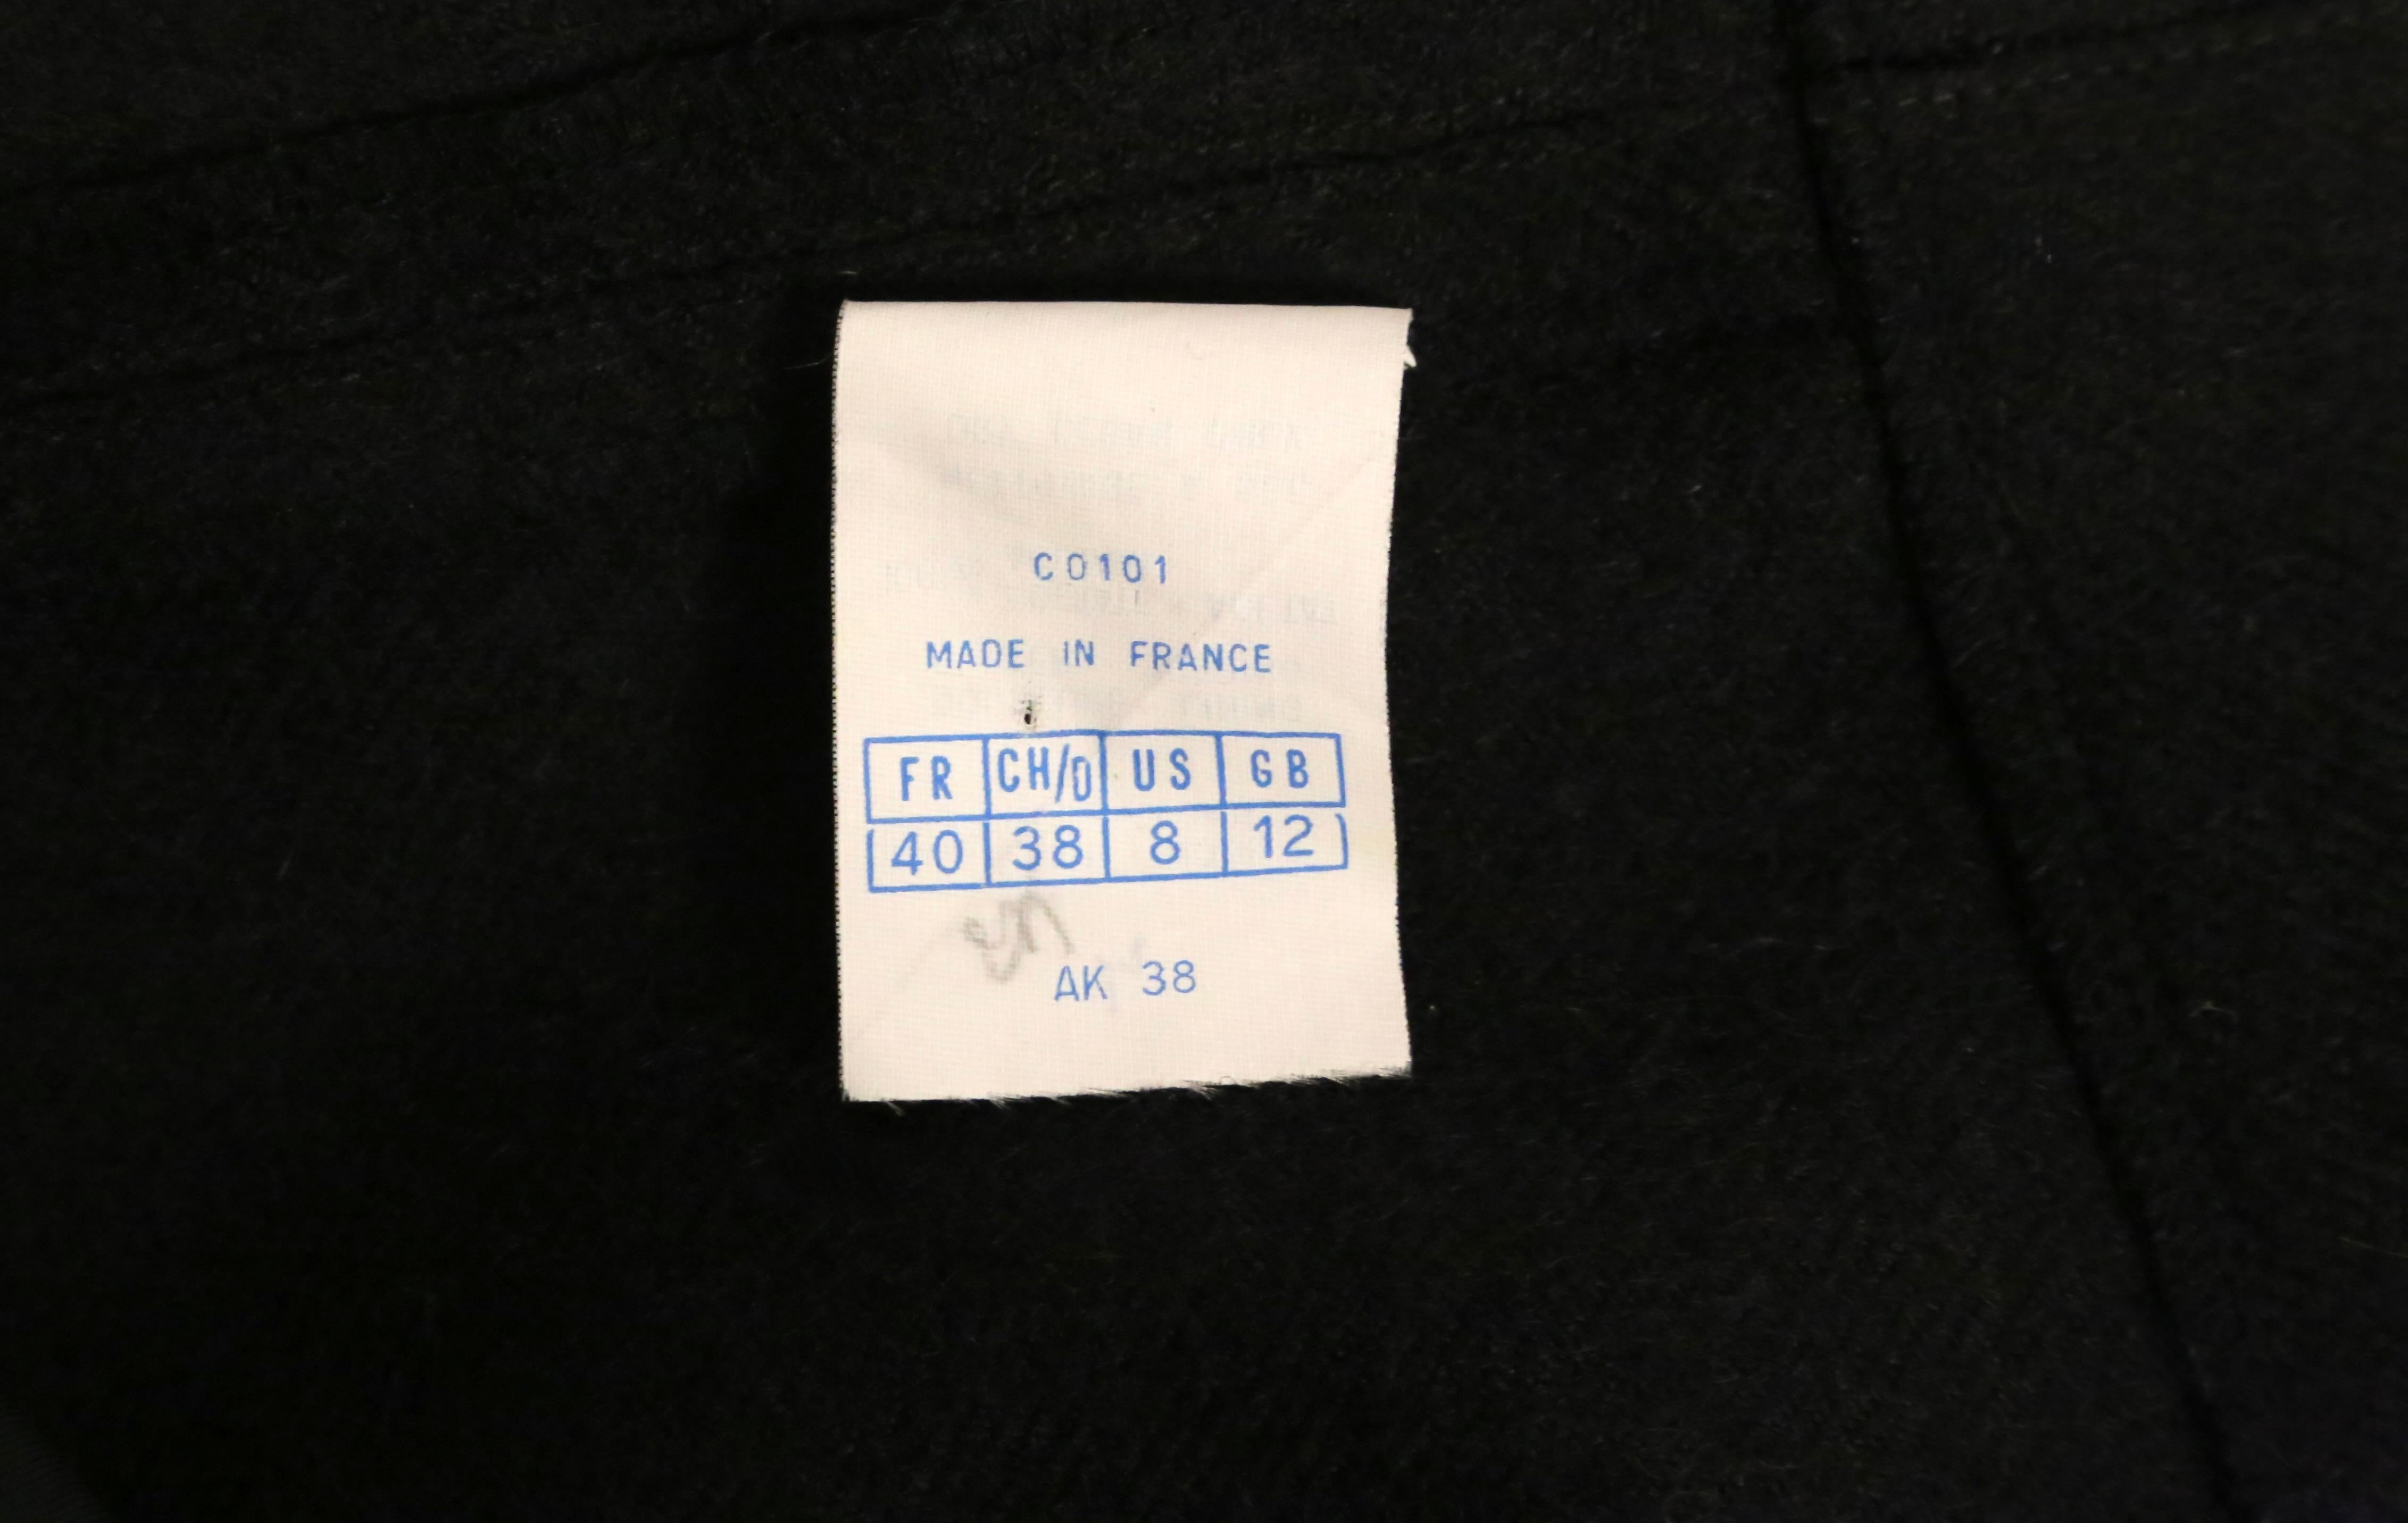 C0101
MADE IN FRANCE
FR CH/D US GB
40 38 8 12
AK 38